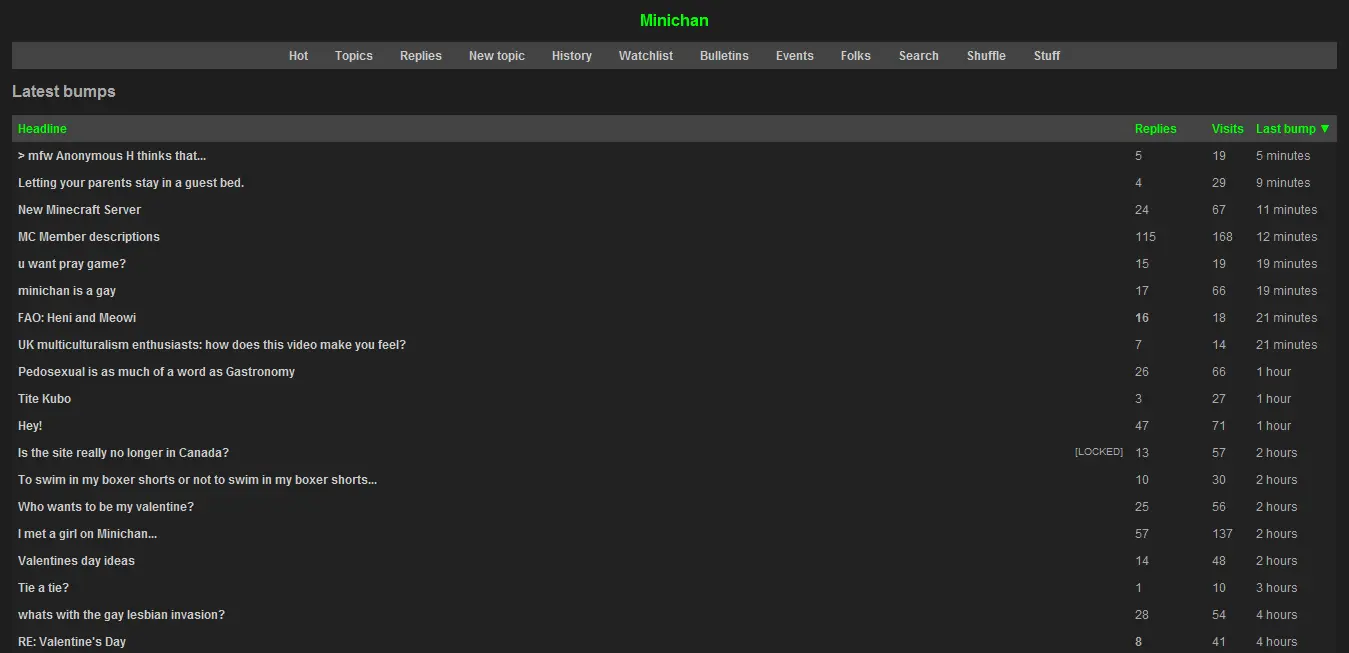 Minichan
Hot Topics Replies New topic History Watchlist Bulletins Events Folks Search Shuffle Stuff
Latest bumps
Headline Replies Visits Last bump ▼
> mfw Anonymous H thinks that... 5 19 5 minutes
Letting your parents stay in a guest bed. 4 29 9 minutes
New Minecraft Server 24 67 11 minutes
MC Member descriptions 115 168 12 minutes
u want pray game? 15 19 19 minutes
minichan is a gay 17 66 19 minutes
FAO: Heni and Meowi 16 18 21 minutes
UK multiculturalism enthusiasts: how does this video make you feel? 7 14 21 minutes
Pedosexual is as much of a word as Gastronomy 26 66 1 hour
Tite Kubo 3 27 1 hour
Hey! 47 71 1 hour
Is the site really no longer in Canada? [LOCKED] 13 57 2 hours
To swim in my boxer shorts or not to swim in my boxer shorts... 10 30 2 hours
Who wants to be my valentine? 25 56 2 hours
I met a girl on Minichan... 57 137 2 hours
Valentines day ideas 14 48 2 hours
Tie a tie? 1 10 3 hours
whats with the gay lesbian invasion? 28 54 4 hours
RE: Valentine's Day 8 41 4 hours